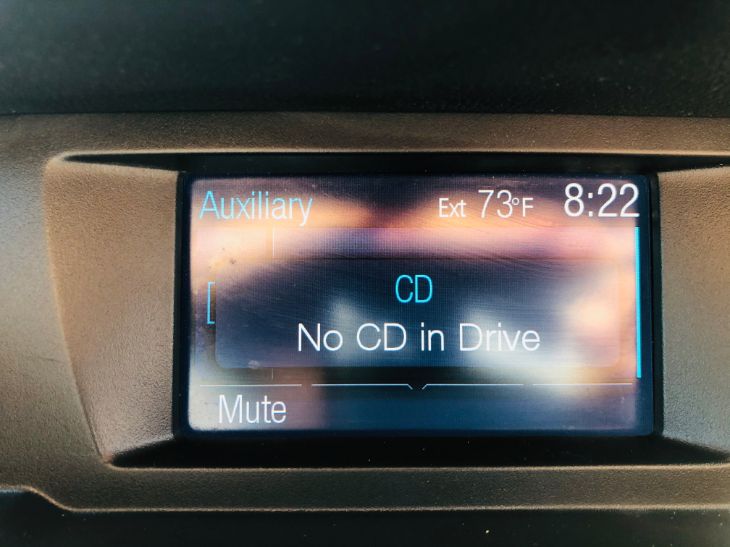 Auxiliary Ext 73°F 8:22
CD
No CD in Drive
Mute